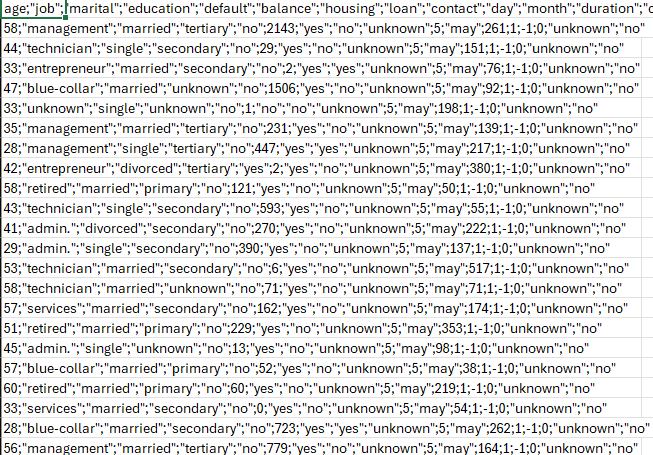 age;"job";"marital";"education";"default";"balance";"housing";"loan";"contact";"day";"month";"duration";"c
58;"management";"married";"tertiary";"no";2143;"yes";"no";"unknown";5;"may";261;1;-1;0;"unknown";"no"
44;"technician";"single";"secondary";"no";29;"yes";"no";"unknown";5;"may";151;1;-1;0;"unknown";"no"
33;"entrepreneur";"married";"secondary";"no";2;"yes";"yes";"unknown";5;"may";76;1;-1;0;"unknown";"no"
47;"blue-collar";"married";"unknown";"no";1506;"yes";"no";"unknown";5;"may";92;1;-1;0;"unknown";"no"
33;"unknown";"single";"unknown";"no";1;"no";"no";"unknown";5;"may";198;1;-1;0;"unknown";"no"
35;"management";"married";"tertiary";"no";231;"yes";"no";"unknown";5;"may";139;1;-1;0;"unknown";"no"
28;"management";"single";"tertiary";"no";447;"yes";"yes";"unknown";5;"may";217;1;-1;0;"unknown";"no"
42;"entrepreneur";"divorced";"tertiary";"yes";2;"yes";"no";"unknown";5;"may";380;1;-1;0;"unknown";"no"
58;"retired";"married";"primary";"no";121;"yes";"no";"unknown";5;"may";50;1;-1;0;"unknown";"no"
43;"technician";"single";"secondary";"no";593;"yes";"no";"unknown";5;"may";55;1;-1;0;"unknown";"no"
41;"admin.";"divorced";"secondary";"no";270;"yes";"no";"unknown";5;"may";222;1;-1;0;"unknown";"no"
29;"admin.";"single";"secondary";"no";390;"yes";"no";"unknown";5;"may";137;1;-1;0;"unknown";"no"
53;"technician";"married";"secondary";"no";6;"yes";"no";"unknown";5;"may";517;1;-1;0;"unknown";"no"
58;"technician";"married";"unknown";"no";71;"yes";"no";"unknown";5;"may";71;1;-1;0;"unknown";"no"
57;"services";"married";"secondary";"no";162;"yes";"no";"unknown";5;"may";174;1;-1;0;"unknown";"no"
51;"retired";"married";"primary";"no";229;"yes";"no";"unknown";5;"may";353;1;-1;0;"unknown";"no"
45;"admin.";"single";"unknown";"no";13;"yes";"no";"unknown";5;"may";98;1;-1;0;"unknown";"no"
57;"blue-collar";"married";"primary";"no";52;"yes";"no";"unknown";5;"may";38;1;-1;0;"unknown";"no"
60;"retired";"married";"primary";"no";60;"yes";"no";"unknown";5;"may";219;1;-1;0;"unknown";"no"
33;"services";"married";"secondary";"no";0;"yes";"no";"unknown";5;"may";54;1;-1;0;"unknown";"no"
28;"blue-collar";"married";"secondary";"no";723;"yes";"yes";"unknown";5;"may";262;1;-1;0;"unknown";"no"
56;"management";"married";"tertiary";"no";779;"yes";"no";"unknown";5;"may";164;1;-1;0;"unknown";"no"